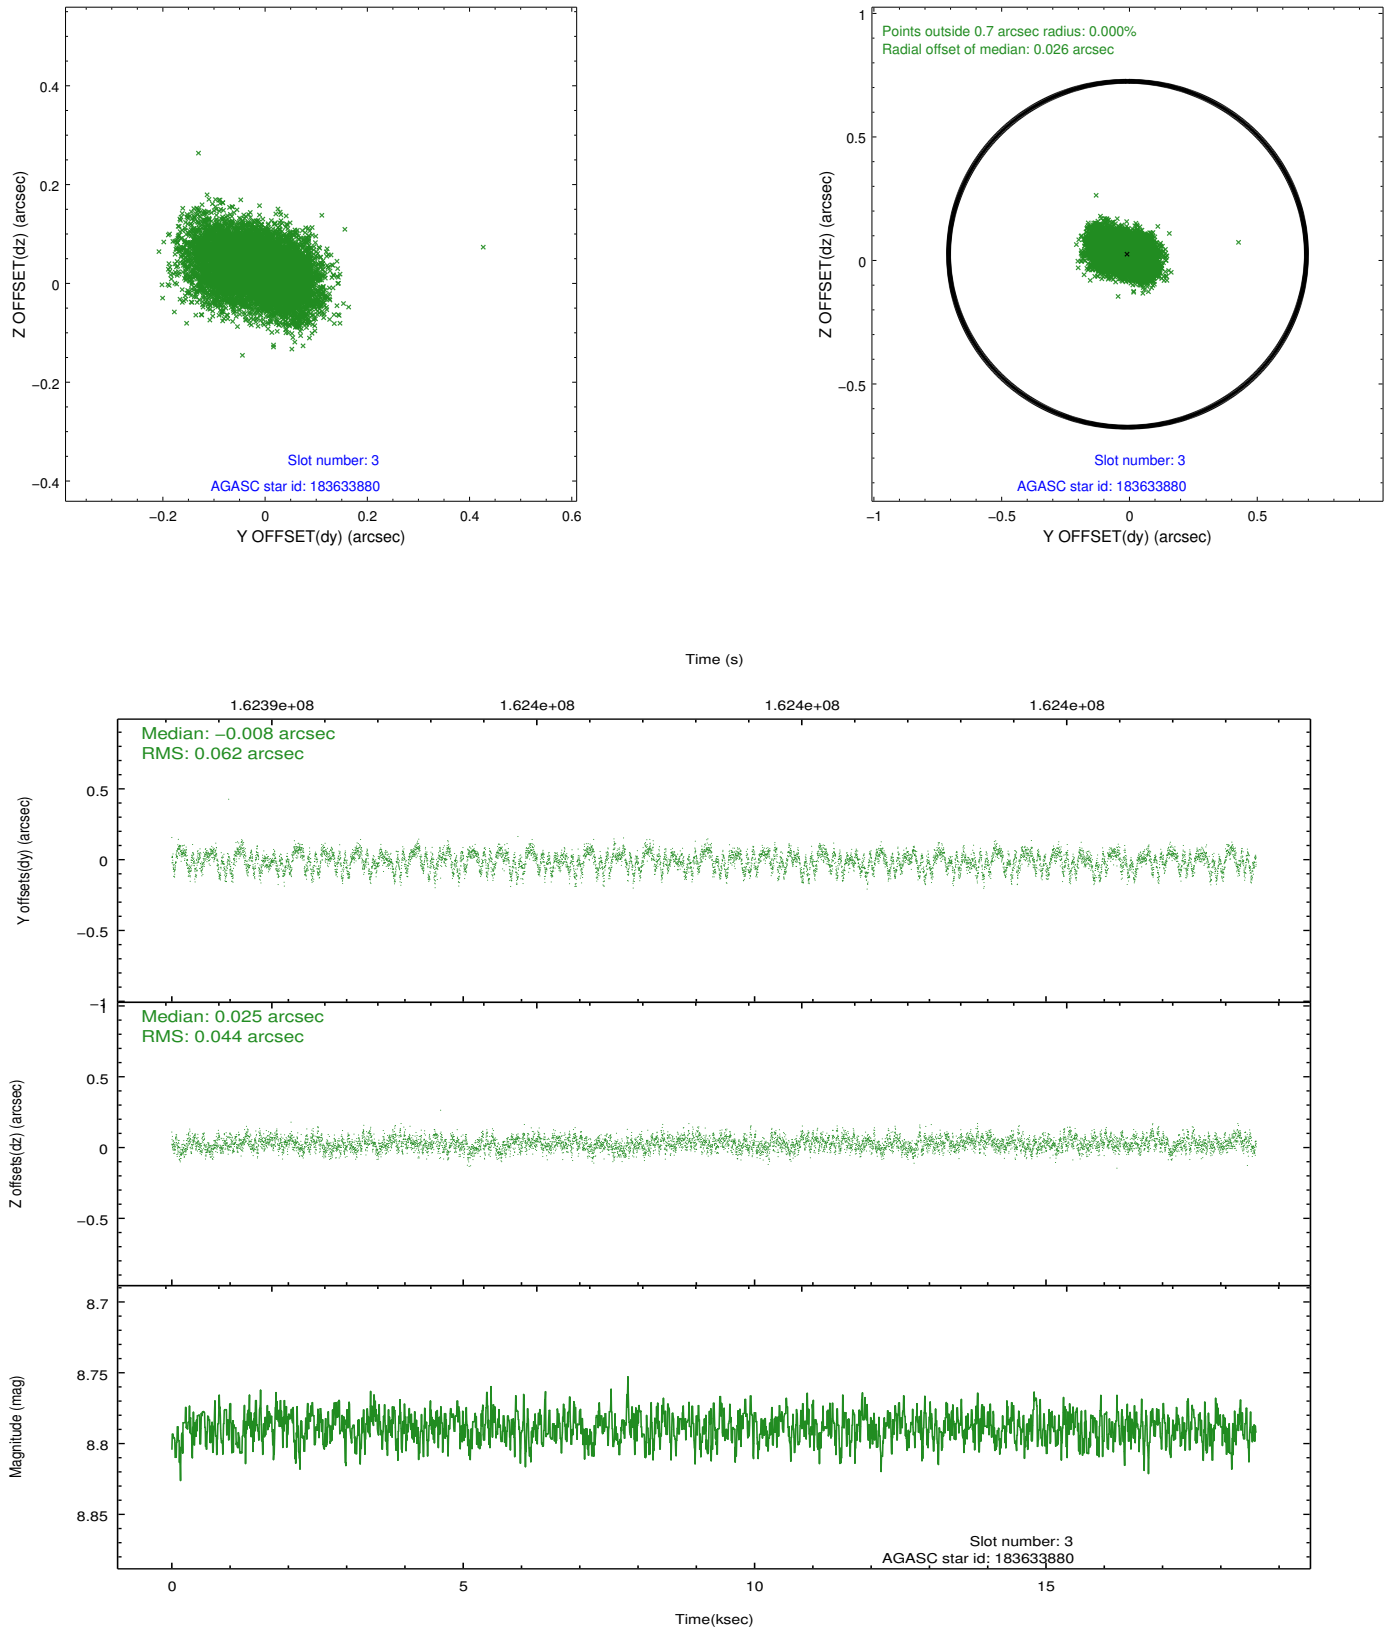 0.4
0.2
0
−0.2
−0.4
Z OFFSET(dz) (arcsec)
Slot number: 3
AGASC star id: 183633880
−0.2 0 0.2 0.4 0.6
Y OFFSET(dy) (arcsec)
Points outside 0.7 arcsec radius: 0.000%
Radial offset of median: 0.026 arcsec
1
0.5
0
−0.5
Z OFFSET(dz) (arcsec)
Slot number: 3
AGASC star id: 183633880
−1 −0.5 0 0.5
Y OFFSET(dy) (arcsec)
Time (s)
1.6239e+08 1.624e+08 1.624e+08 1.624e+08
Median: −0.008 arcsec
RMS: 0.062 arcsec
0.5
0
−0.5
−1
Y offsets(dy) (arcsec)
Median: 0.025 arcsec
RMS: 0.044 arcsec
0.5
0
−0.5
Z offsets(dz) (arcsec)
8.7
8.75
8.8
8.85
Magnitude (mag)
Slot number: 3
AGASC star id: 183633880
0 5 10 15
Time(ksec)